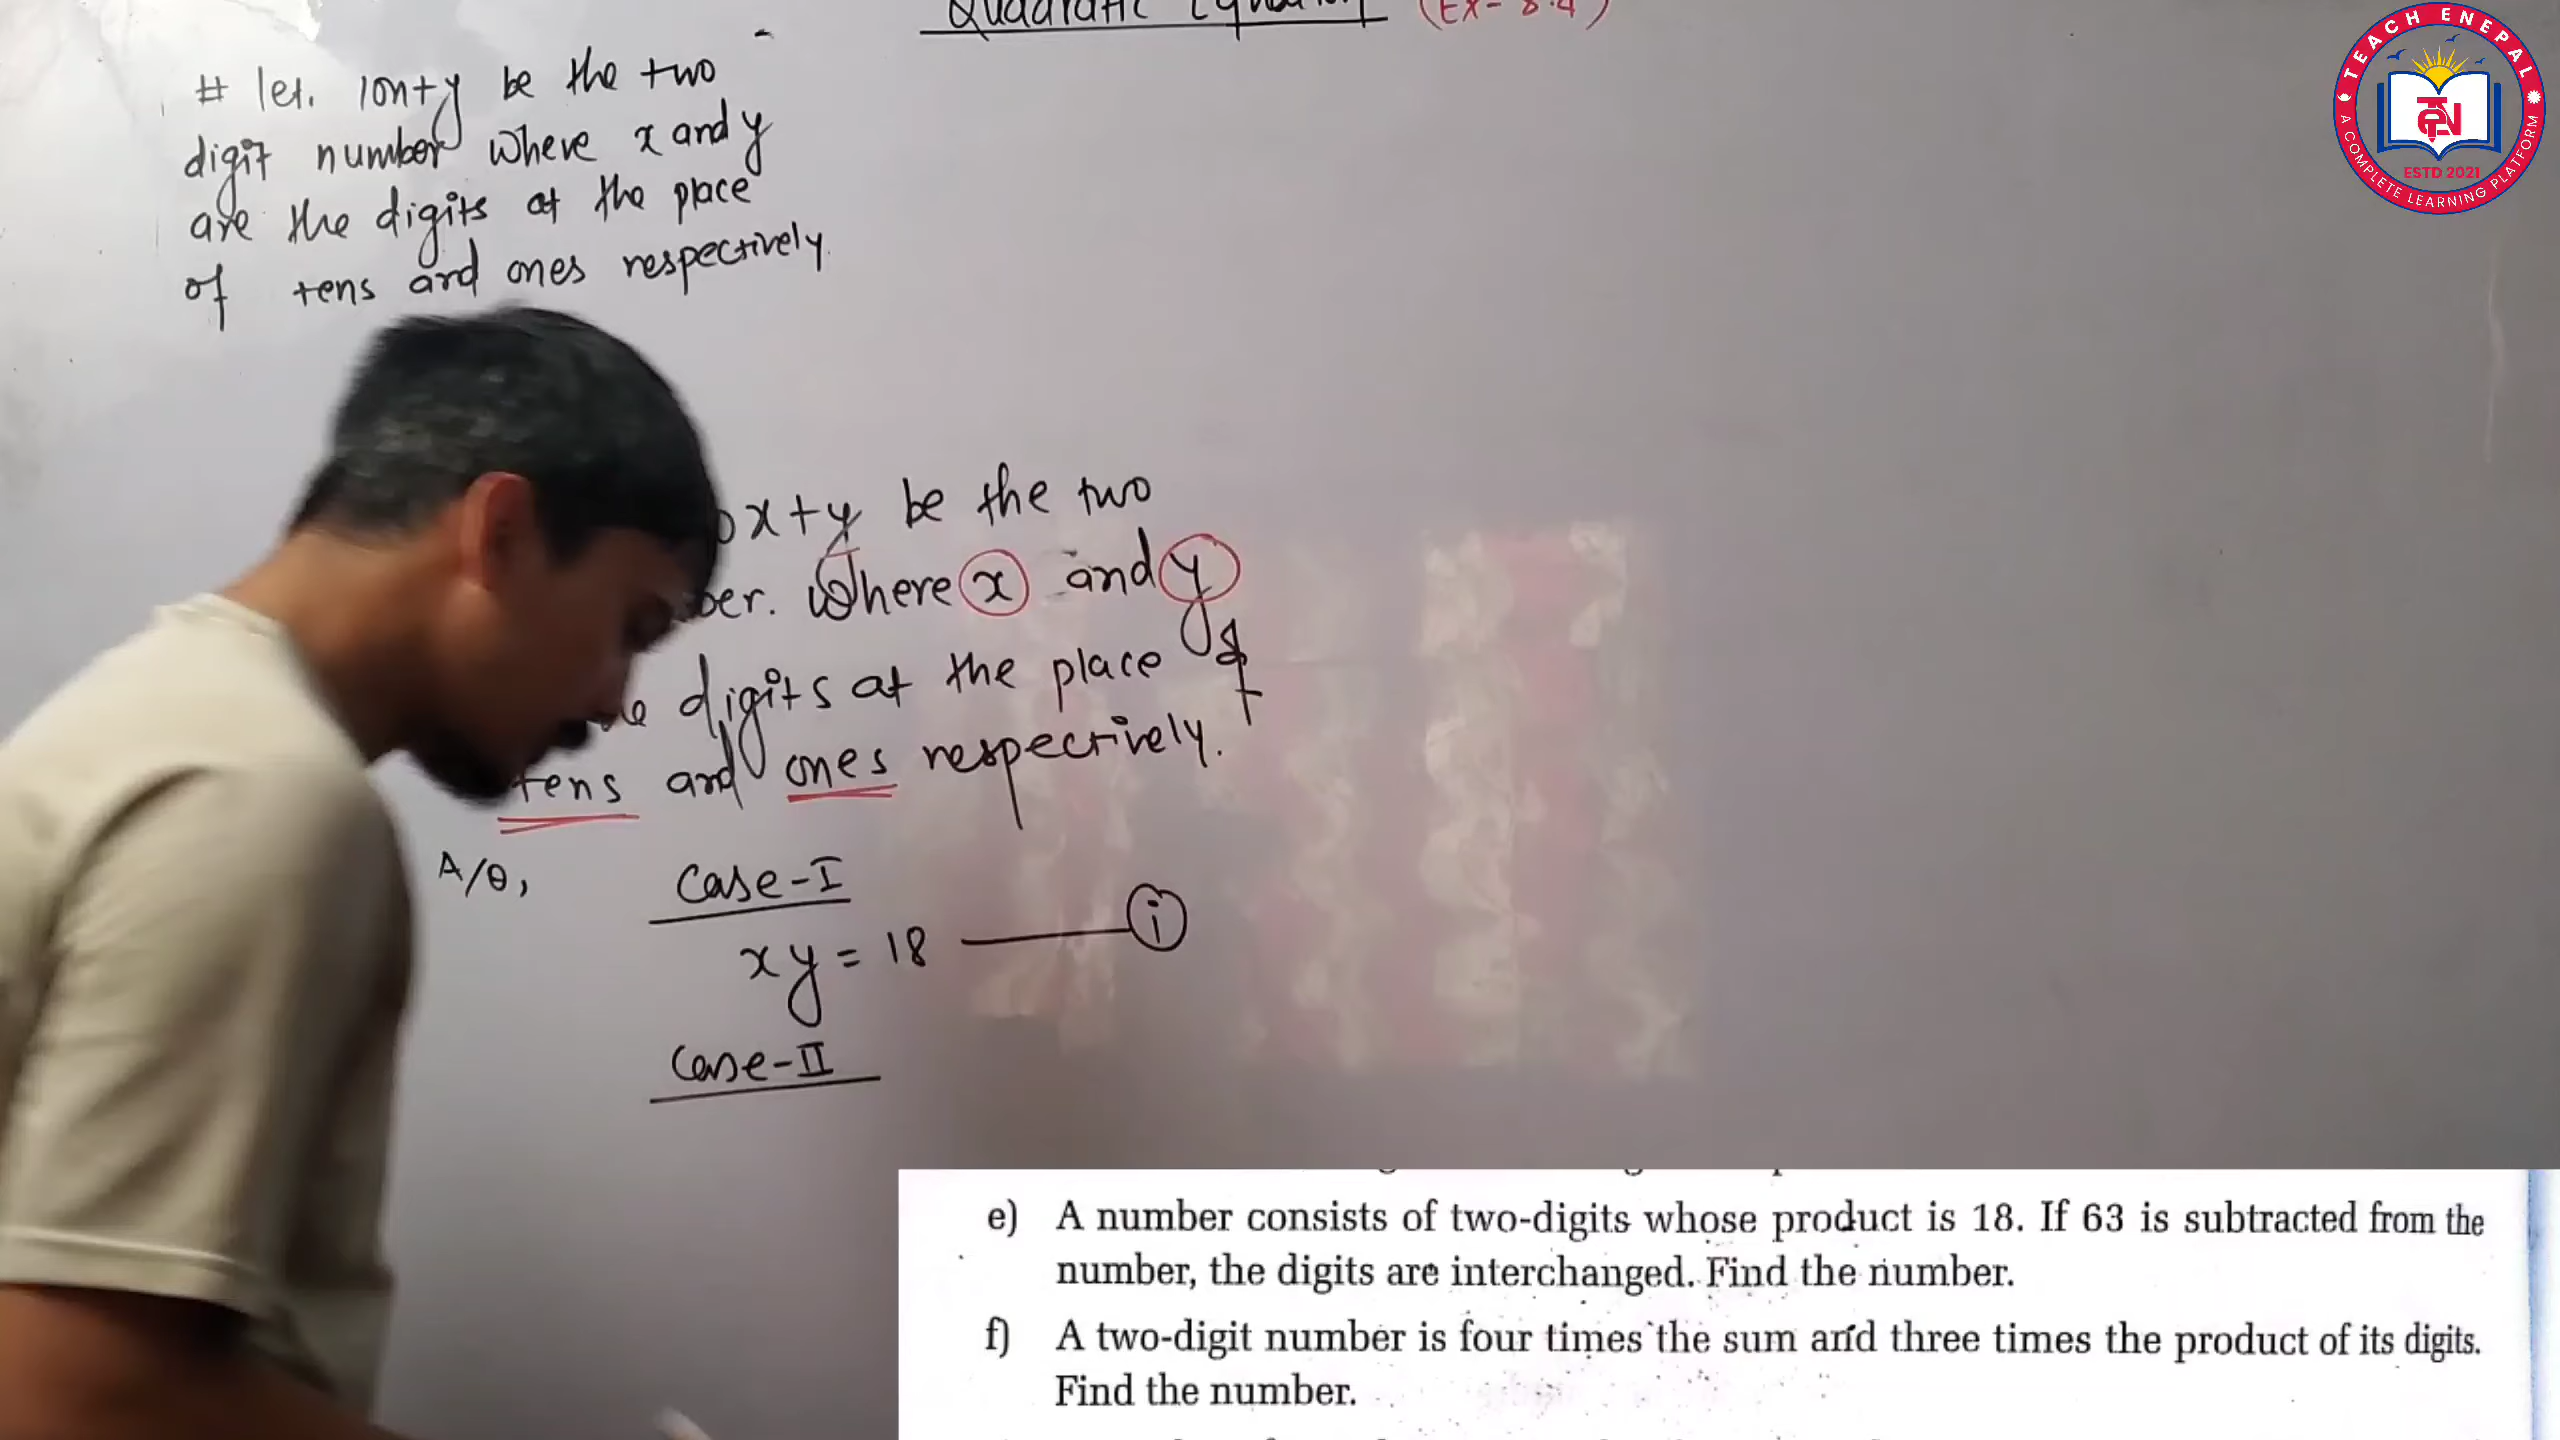 Quadratic Equation (Ex- 8.4)
# let. 10x+y be the two
digit number where x and y
are the digits at the place
of tens and ones respectively.
x+y be the two
ber. Where x and y
digits at the place of
tens and ones respectively.
A/Q,
Case-I
xy = 18 i
Case-II
e) A number consists of two-digits whose product is 18. If 63 is subtracted from the
number, the digits are interchanged. Find the number.
f) A two-digit number is four times the sum and three times the product of its digits.
Find the number.
TEACH ENEPAL
ESTD 2021
A COMPLETE LEARNING PLATFORM